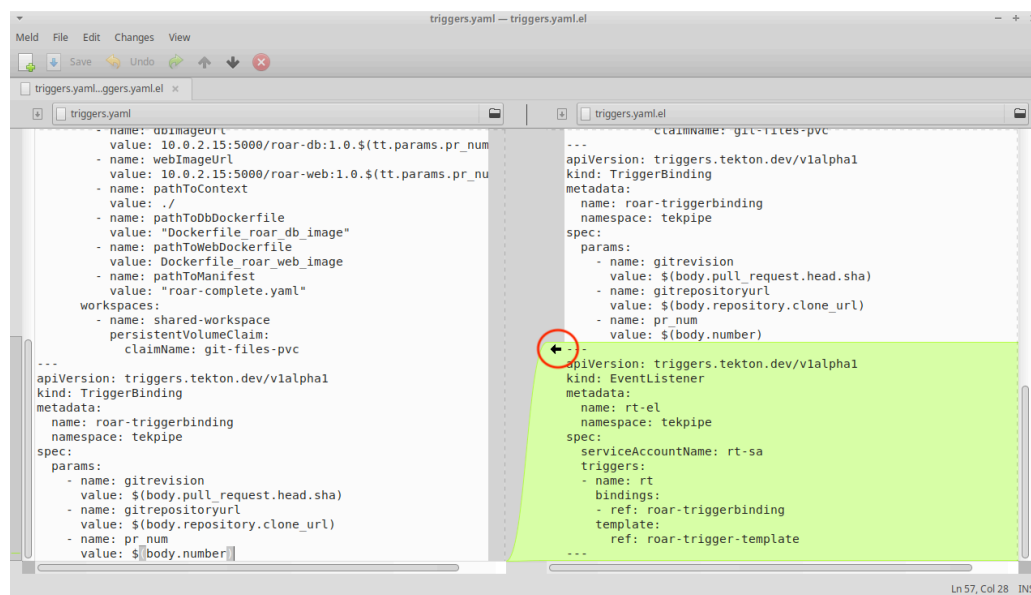 triggers.yaml — triggers.yaml.el
Meld File Edit Changes View
Save Undo
triggers.yaml...ggers.yaml.el ×
triggers.yaml
- name: dbImageUrl
value: 10.0.2.15:5000/roar-db:1.0.$(tt.params.pr_num
- name: webImageUrl
value: 10.0.2.15:5000/roar-web:1.0.$(tt.params.pr_nu
- name: pathToContext
value: ./
- name: pathToDbDockerfile
value: "Dockerfile_roar_db_image"
- name: pathToWebDockerfile
value: Dockerfile_roar_web_image
- name: pathToManifest
value: "roar-complete.yaml"
workspaces:
- name: shared-workspace
persistentVolumeClaim:
claimName: git-files-pvc
---
apiVersion: triggers.tekton.dev/v1alpha1
kind: TriggerBinding
metadata:
name: roar-triggerbinding
namespace: tekpipe
spec:
params:
- name: gitrevision
value: $(body.pull_request.head.sha)
- name: gitrepositoryurl
value: $(body.repository.clone_url)
- name: pr_num
value: $(body.number)
triggers.yaml.el
claimName: git-files-pvc
---
apiVersion: triggers.tekton.dev/v1alpha1
kind: TriggerBinding
metadata:
name: roar-triggerbinding
namespace: tekpipe
spec:
params:
- name: gitrevision
value: $(body.pull_request.head.sha)
- name: gitrepositoryurl
value: $(body.repository.clone_url)
- name: pr_num
value: $(body.number)
---
apiVersion: triggers.tekton.dev/v1alpha1
kind: EventListener
metadata:
name: rt-el
namespace: tekpipe
spec:
serviceAccountName: rt-sa
triggers:
- name: rt
bindings:
- ref: roar-triggerbinding
template:
ref: roar-trigger-template
---
Ln 57, Col 28 INS